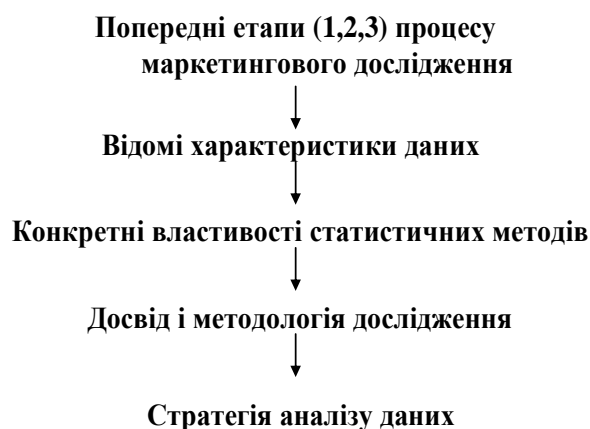 Попередні етапи (1,2,3) процесу
маркетингового дослідження
Відомі характеристики даних
Конкретні властивості статистичних методів
Досвід і методологія дослідження
Стратегія аналізу даних